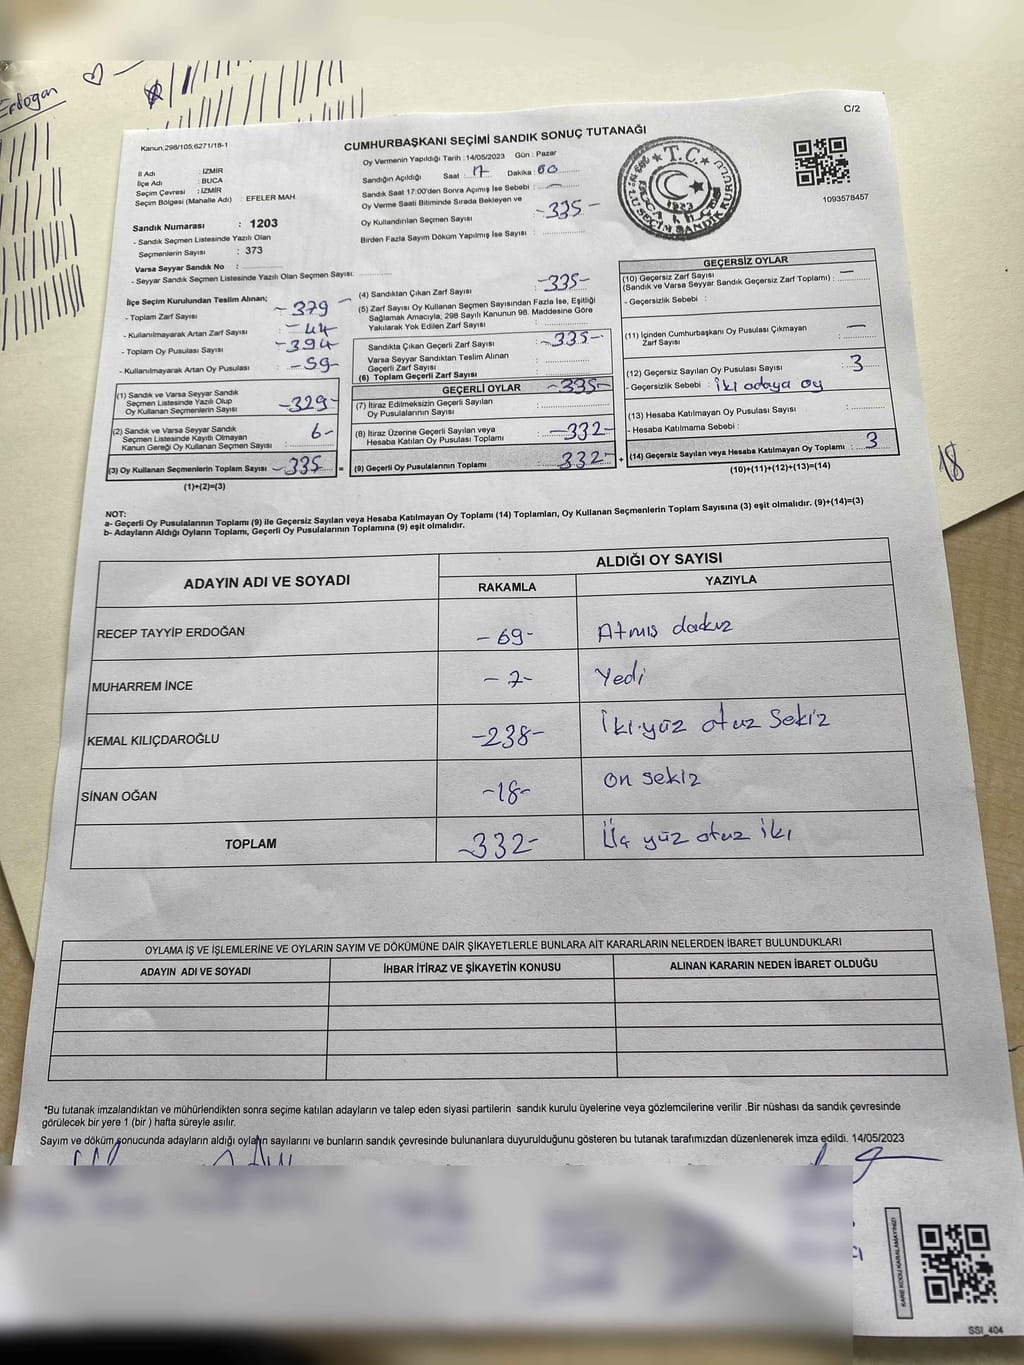 Erdogan
C/2
Kanun:298/105;6271/18-1
CUMHURBAŞKANI SEÇİMİ SANDIK SONUÇ TUTANAĞI
İl Adı : İZMİR
İlçe Adı : BUCA
Seçim Çevresi : İZMİR
Seçim Bölgesi (Mahalle Adı) : EFELER MAH
Sandık Numarası : 1203
- Sandık Seçmen Listesinde Yazılı Olan
Seçmenlerin Sayısı : 373
Varsa Seyyar Sandık No :
- Seyyar Sandık Seçmen Listesinde Yazılı Olan Seçmen Sayısı:
Oy Vermenin Yapıldığı Tarih :14/05/2023 Gün : Pazar
Sandığın Açıldığı Saat : 17 Dakika 00
Sandık Saat 17:00'den Sonra Açımış İse Sebebi : —
Oy Verme Saati Bitiminde Sırada Bekleyen ve
Oy Kullandırılan Seçmen Sayısı : -335-
Birden Fazla Sayım Döküm Yapılmış İse Sayısı :
T.C.
1093578457
İlçe Seçim Kurulundan Teslim Alınan;
- Toplam Zarf Sayısı : -379-
- Kullanılmayarak Artan Zarf Sayısı : -44
- Toplam Oy Pusulası Sayısı : -394-
- Kullanılmayarak Artan Oy Pusulası : -59-
(1) Sandık ve Varsa Seyyar Sandık
Seçmen Listesinde Yazılı Olup
Oy Kullanan Seçmenlerin Sayısı : -329-
(2) Sandık ve Varsa Seyyar Sandık
Seçmen Listesinde Kayıtlı Olmayan
Kanun Gereği Oy Kullanan Seçmen Sayısı : 6-
(3) Oy Kullanan Seçmenlerin Toplam Sayısı -335-
(1)+(2)=(3)
(4) Sandıktan Çıkan Zarf Sayısı : -335-
(5) Zarf Sayısı Oy Kullanan Seçmen Sayısından Fazla İse, Eşitliği
Sağlamak Amacıyla; 298 Sayılı Kanunun 98. Maddesine Göre
Yakılarak Yok Edilen Zarf Sayısı :
Sandıkta Çıkan Geçerli Zarf Sayısı : -335-
Varsa Seyyar Sandıktan Teslim Alınan
Geçerli Zarf Sayısı :
(6) Toplam Geçerli Zarf Sayısı : -335-
GEÇERLİ OYLAR
(7) İtiraz Edilmeksizin Geçerli Sayılan
Oy Pusulalarının Sayısı :
(8) İtiraz Üzerine Geçerli Sayılan veya
Hesaba Katılan Oy Pusulası Toplamı : -332-
= (9) Geçerli Oy Pusulalarının Toplamı : 332-
GEÇERSİZ OYLAR
(10) Geçersiz Zarf Sayısı
(Sandık ve Varsa Seyyar Sandık Geçersiz Zarf Toplamı) : —
- Geçersizlik Sebebi :
(11) İçinden Cumhurbaşkanı Oy Pusulası Çıkmayan
Zarf Sayısı : —
(12) Geçersiz Sayılan Oy Pusulası Sayısı : 3
- Geçersizlik Sebebi : İki adaya oy
(13) Hesaba Katılmayan Oy Pusulası Sayısı :
- Hesaba Katılmama Sebebi :
+ (14) Geçersiz Sayılan veya Hesaba Katılmayan Oy Toplamı : 3
(10)+(11)+(12)+(13)=(14)
18
NOT:
a- Geçerli Oy Pusulalarının Toplamı (9) ile Geçersiz Sayılan veya Hesaba Katılmayan Oy Toplamı (14) Toplamları, Oy Kullanan Seçmenlerin Toplam Sayısına (3) eşit olmalıdır. (9)+(14)=(3)
b- Adayların Aldığı Oyların Toplamı, Geçerli Oy Pusulalarının Toplamına (9) eşit olmalıdır.
ADAYIN ADI VE SOYADI
ALDIĞI OY SAYISI
RAKAMLA YAZIYLA
RECEP TAYYİP ERDOĞAN -69- Atmış dokuz
MUHARREM İNCE -7- Yedi
KEMAL KILIÇDAROĞLU -238- İki yüz otuz Sekiz
SİNAN OĞAN -18- On sekiz
TOPLAM -332- Üç yüz otuz iki
OYLAMA İŞ VE İŞLEMLERİNE VE OYLARIN SAYIM VE DÖKÜMÜNE DAİR ŞİKAYETLERLE BUNLARA AİT KARARLARIN NELERDEN İBARET BULUNDUKLARI
ADAYIN ADI VE SOYADI İHBAR İTİRAZ VE ŞİKAYETİN KONUSU ALINAN KARARIN NEDEN İBARET OLDUĞU
*Bu tutanak imzalandıktan ve mühürlendikten sonra seçime katılan adayların ve talep eden siyasi partilerin sandık kurulu üyelerine veya gözlemcilerine verilir .Bir nüshası da sandık çevresinde
görülecek bir yere 1 (bir ) hafta süreyle asılır.
Sayım ve döküm sonucunda adayların aldığı oyların sayılarını ve bunların sandık çevresinde bulunanlara duyurulduğunu gösteren bu tutanak tarafımızdan düzenlenerek imza edildi. 14/05/2023
KARE KODU KARALAMAYINIZ!
SSI_404